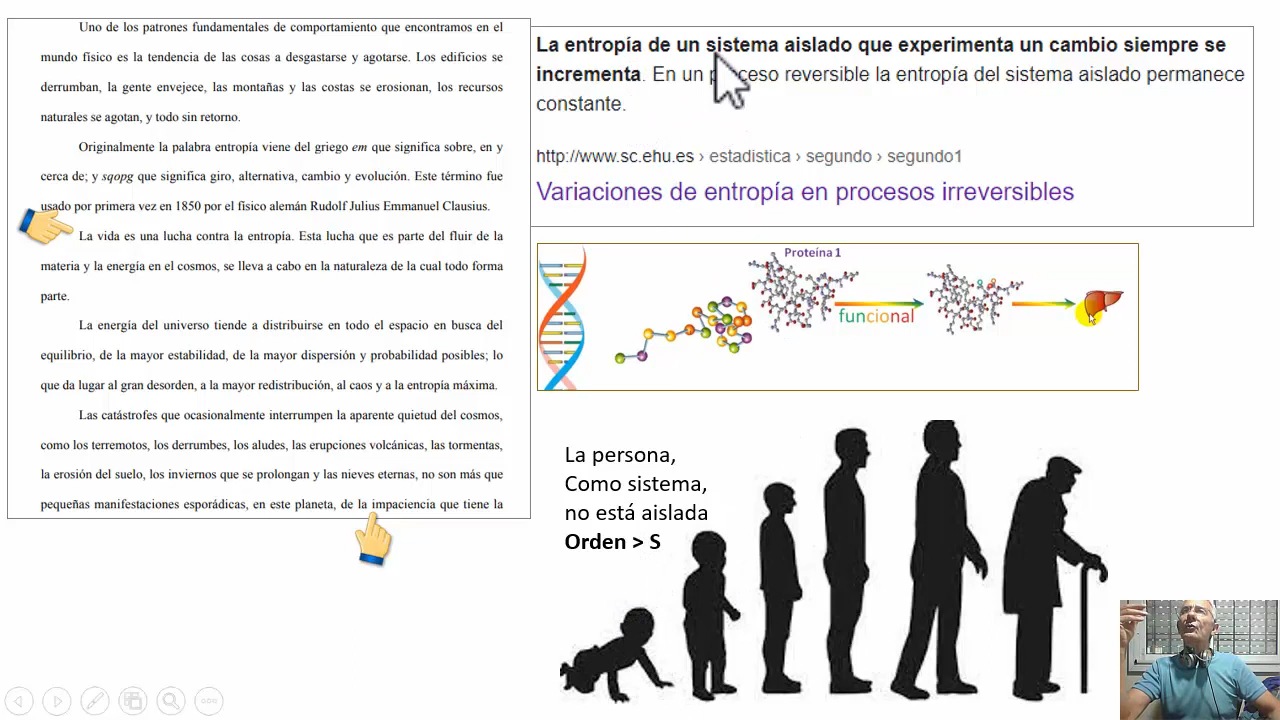 Uno de los patrones fundamentales de comportamiento que encontramos en el
mundo físico es la tendencia de las cosas a desgastarse y agotarse. Los edificios se
derrumban, la gente envejece, las montañas y las costas se erosionan, los recursos
naturales se agotan, y todo sin retorno.
Originalmente la palabra entropía viene del griego em que significa sobre, en y
cerca de; y sqopg que significa giro, alternativa, cambio y evolución. Este término fue
usado por primera vez en 1850 por el físico alemán Rudolf Julius Emmanuel Clausius.
La vida es una lucha contra la entropía. Esta lucha que es parte del fluir de la
materia y la energía en el cosmos, se lleva a cabo en la naturaleza de la cual todo forma
parte.
La energía del universo tiende a distribuirse en todo el espacio en busca del
equilibrio, de la mayor estabilidad, de la mayor dispersión y probabilidad posibles; lo
que da lugar al gran desorden, a la mayor redistribución, al caos y a la entropía máxima.
Las catástrofes que ocasionalmente interrumpen la aparente quietud del cosmos,
como los terremotos, los derrumbes, los aludes, las erupciones volcánicas, las tormentas,
la erosión del suelo, los inviernos que se prolongan y las nieves eternas, no son más que
pequeñas manifestaciones esporádicas, en este planeta, de la impaciencia que tiene la
La entropía de un sistema aislado que experimenta un cambio siempre se
incrementa. En un proceso reversible la entropía del sistema aislado permanece
constante.
http://www.sc.ehu.es › estadistica › segundo › segundo1
Variaciones de entropía en procesos irreversibles
Proteína 1
funcional
La persona,
Como sistema,
no está aislada
Orden > S